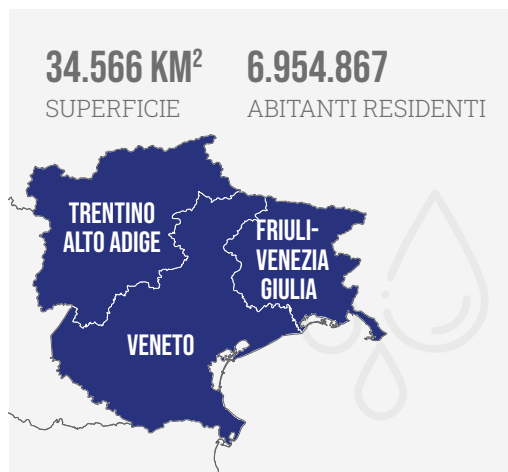 34.566 KM²
SUPERFICIE
6.954.867
ABITANTI RESIDENTI
TRENTINO
ALTO ADIGE
FRIULI-
VENEZIA
GIULIA
VENETO